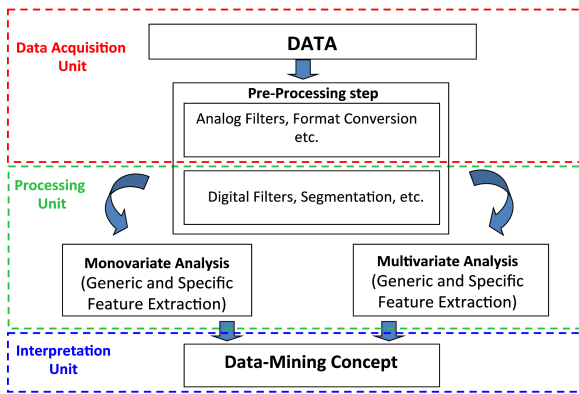 Data Acquisition
Unit
DATA
Pre-Processing step
Analog Filters, Format Conversion
etc.
Processing
Unit
Digital Filters, Segmentation, etc.
Monovariate Analysis
(Generic and Specific
Feature Extraction)
Multivariate Analysis
(Generic and Specific
Feature Extraction)
Interpretation
Unit
Data-Mining Concept